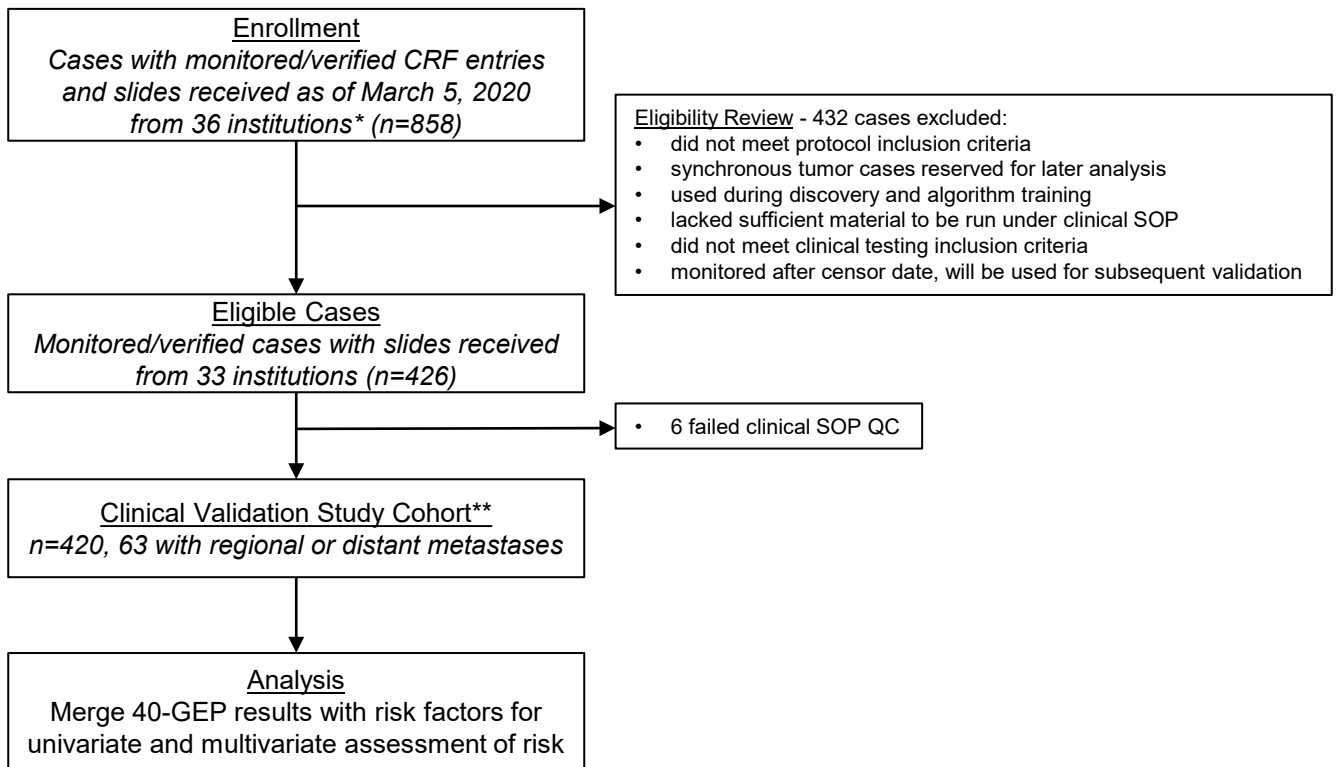 Enrollment
Cases with monitored/verified CRF entries
and slides received as of March 5, 2020
from 36 institutions* (n=858)
Eligibility Review - 432 cases excluded:
• did not meet protocol inclusion criteria
• synchronous tumor cases reserved for later analysis
• used during discovery and algorithm training
• lacked sufficient material to be run under clinical SOP
• did not meet clinical testing inclusion criteria
• monitored after censor date, will be used for subsequent validation
Eligible Cases
Monitored/verified cases with slides received
from 33 institutions (n=426)
• 6 failed clinical SOP QC
Clinical Validation Study Cohort**
n=420, 63 with regional or distant metastases
Analysis
Merge 40-GEP results with risk factors for
univariate and multivariate assessment of risk